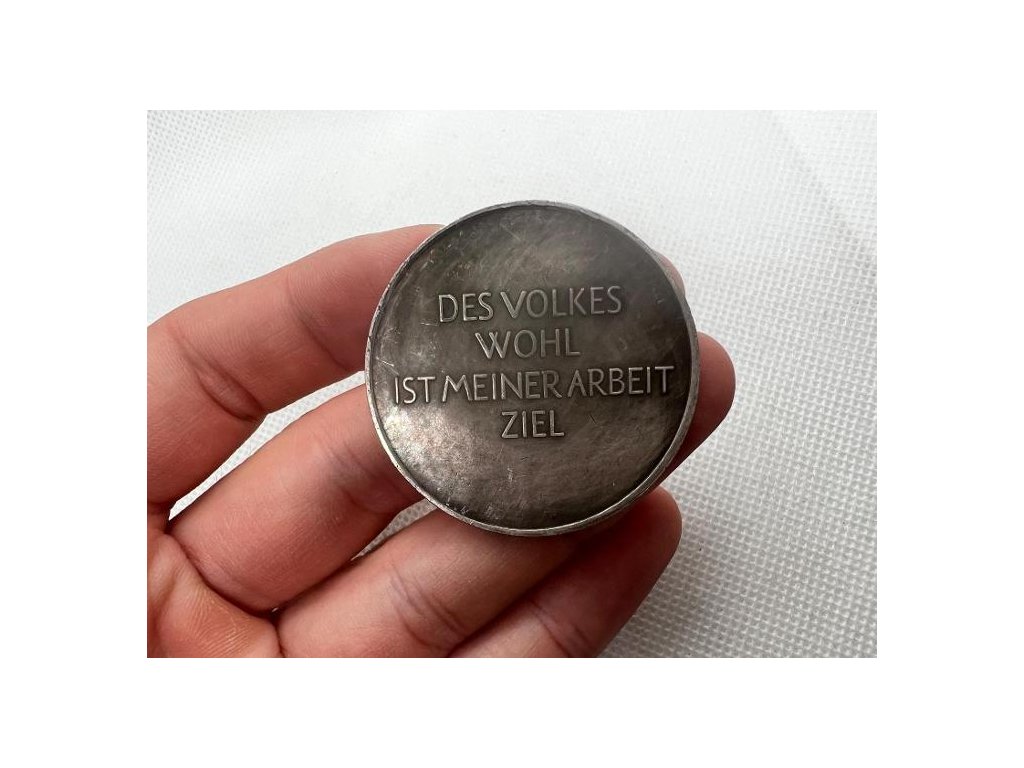 DES VOLKES
WOHL
IST MEINER ARBEIT
ZIEL